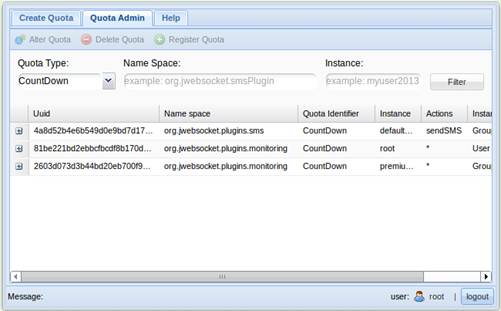 Create Quota Quota Admin Help
Alter Quota Delete Quota Register Quota
Quota Type: Name Space: Instance:
CountDown example: org.jwebsocket.smsPlugin example: myuser2013 Filter
Uuid Name space Quota Identifier Instance Actions Instan
4a8d52b4e6b549d0e9bd7d17... org.jwebsocket.plugins.sms CountDown default... sendSMS Grou
81be221bd2ebbcfbcdf8b170d... org.jwebsocket.plugins.monitoring CountDown root * User
2603d073d3b44bd20eb700f9... org.jwebsocket.plugins.monitoring CountDown premiu... * Grou
Message: user: root | logout